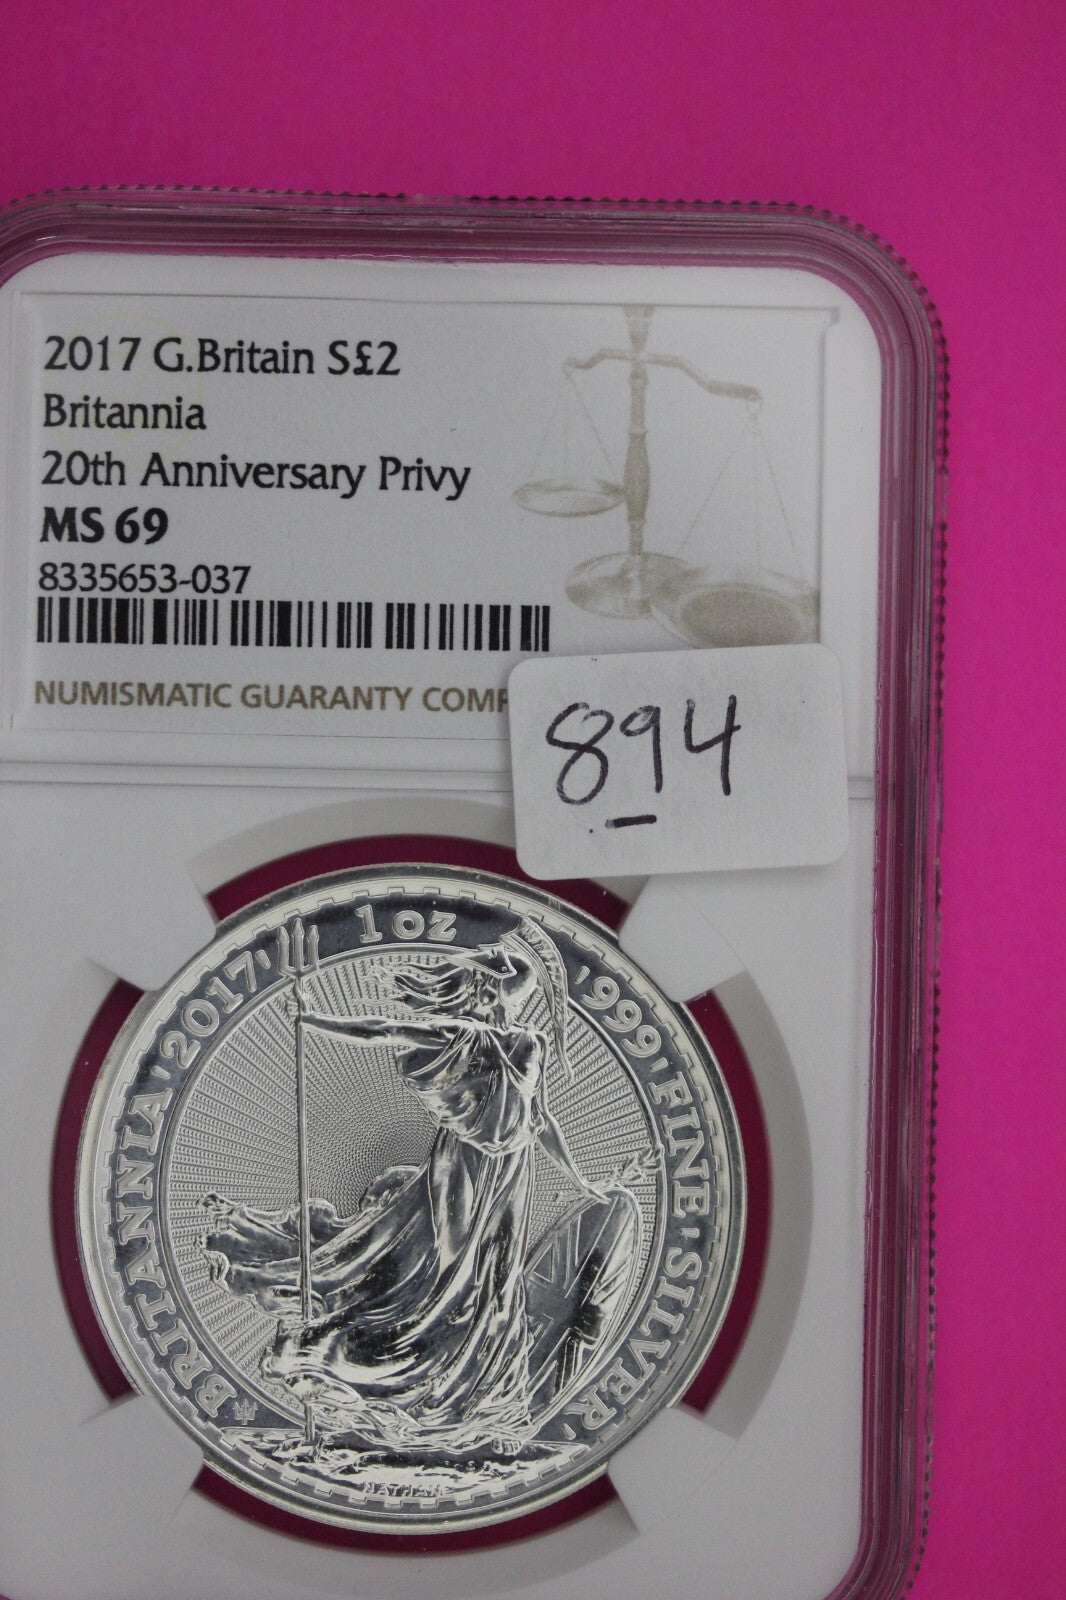 2017 G.Britain S£2
Britannia
20th Anniversary Privy
MS 69
8335653-037
NUMISMATIC GUARANTY
894
BRITANNIA · 2017 · 1 OZ · 999 · FINE · SILVER ·
NATHAN